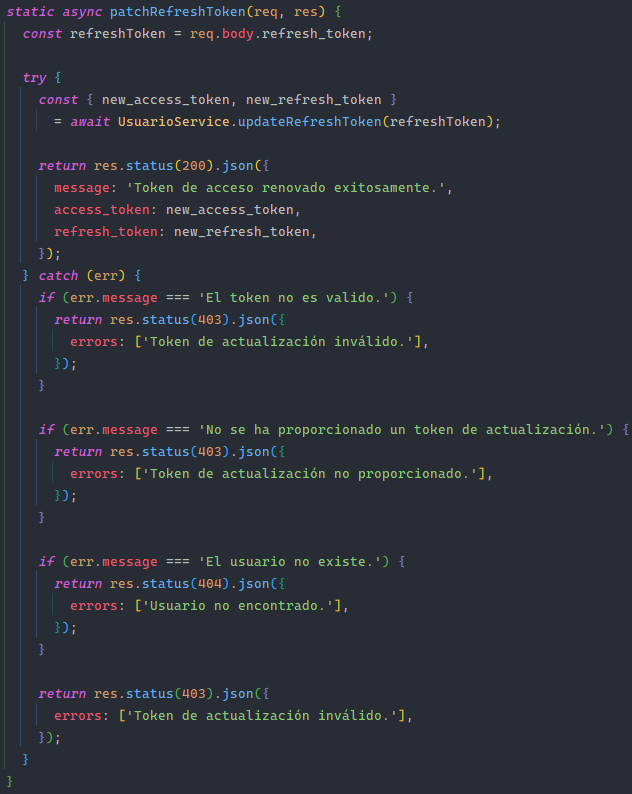 static async patchRefreshToken(req, res) {
  const refreshToken = req.body.refresh_token;

  try {
    const { new_access_token, new_refresh_token }
      = await UsuarioService.updateRefreshToken(refreshToken);

    return res.status(200).json({
      message: 'Token de acceso renovado exitosamente.',
      access_token: new_access_token,
      refresh_token: new_refresh_token,
    });
  } catch (err) {
    if (err.message === 'El token no es valido.') {
      return res.status(403).json({
        errors: ['Token de actualización inválido.'],
      });
    }

    if (err.message === 'No se ha proporcionado un token de actualización.') {
      return res.status(403).json({
        errors: ['Token de actualización no proporcionado.'],
      });
    }

    if (err.message === 'El usuario no existe.') {
      return res.status(404).json({
        errors: ['Usuario no encontrado.'],
      });
    }

    return res.status(403).json({
      errors: ['Token de actualización inválido.'],
    });
  }
}